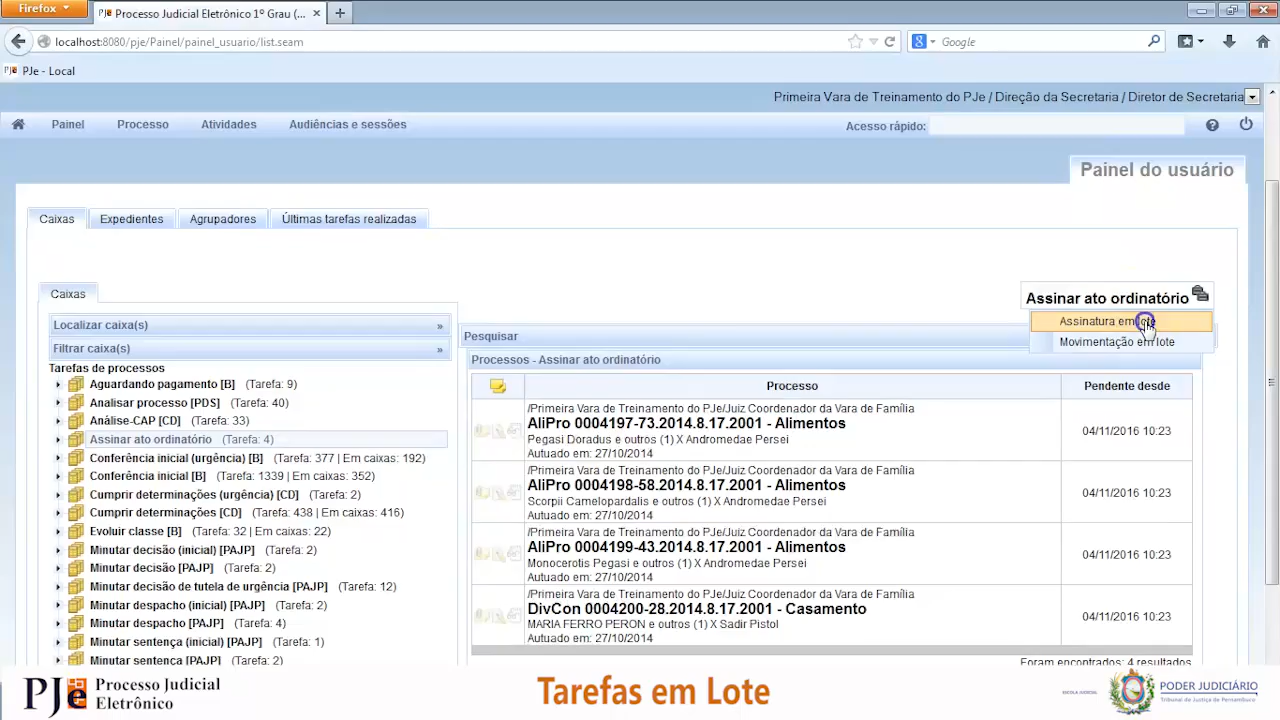 Firefox
PJe Processo Judicial Eletrônico 1º Grau (...
localhost:8080/pje/Painel/painel_usuario/list.seam
Google
PJe - Local
Primeira Vara de Treinamento do PJe / Direção da Secretaria / Diretor de Secretaria
Painel Processo Atividades Audiências e sessões Acesso rápido:
Painel do usuário
Caixas Expedientes Agrupadores Últimas tarefas realizadas
Caixas
Localizar caixa(s) »
Filtrar caixa(s) »
Tarefas de processos
Aguardando pagamento [B] (Tarefa: 9)
Analisar processo [PDS] (Tarefa: 40)
Análise-CAP [CD] (Tarefa: 33)
Assinar ato ordinatório (Tarefa: 4)
Conferência inicial (urgência) [B] (Tarefa: 377 | Em caixas: 192)
Conferência inicial [B] (Tarefa: 1339 | Em caixas: 352)
Cumprir determinações (urgência) [CD] (Tarefa: 2)
Cumprir determinações [CD] (Tarefa: 438 | Em caixas: 416)
Evoluir classe [B] (Tarefa: 32 | Em caixas: 22)
Minutar decisão (inicial) [PAJP] (Tarefa: 2)
Minutar decisão [PAJP] (Tarefa: 2)
Minutar decisão de tutela de urgência [PAJP] (Tarefa: 12)
Minutar despacho (inicial) [PAJP] (Tarefa: 2)
Minutar despacho [PAJP] (Tarefa: 4)
Minutar sentença (inicial) [PAJP] (Tarefa: 1)
Minutar sentença [PAJP] (Tarefa: 2)
Assinar ato ordinatório
Assinatura em lote
Movimentação em lote
Pesquisar
Processos - Assinar ato ordinatório
Processo Pendente desde
/Primeira Vara de Treinamento do PJe/Juiz Coordenador da Vara de Família
AliPro 0004197-73.2014.8.17.2001 - Alimentos
Pegasi Doradus e outros (1) X Andromedae Persei
Autuado em: 27/10/2014
04/11/2016 10:23
/Primeira Vara de Treinamento do PJe/Juiz Coordenador da Vara de Família
AliPro 0004198-58.2014.8.17.2001 - Alimentos
Scorpii Camelopardalis e outros (1) X Andromedae Persei
Autuado em: 27/10/2014
04/11/2016 10:23
/Primeira Vara de Treinamento do PJe/Juiz Coordenador da Vara de Família
AliPro 0004199-43.2014.8.17.2001 - Alimentos
Monocerotis Pegasi e outros (1) X Andromedae Persei
Autuado em: 27/10/2014
04/11/2016 10:23
/Primeira Vara de Treinamento do PJe/Juiz Coordenador da Vara de Família
DivCon 0004200-28.2014.8.17.2001 - Casamento
MARIA FERRO PERON e outros (1) X Sadir Pistol
Autuado em: 27/10/2014
04/11/2016 10:23
Foram encontrados: 4 resultados
PJe Processo Judicial
Eletrônico
Tarefas em Lote
ESCOLA JUDICIAL
PODER JUDICIÁRIO
Tribunal de Justiça de Pernambuco